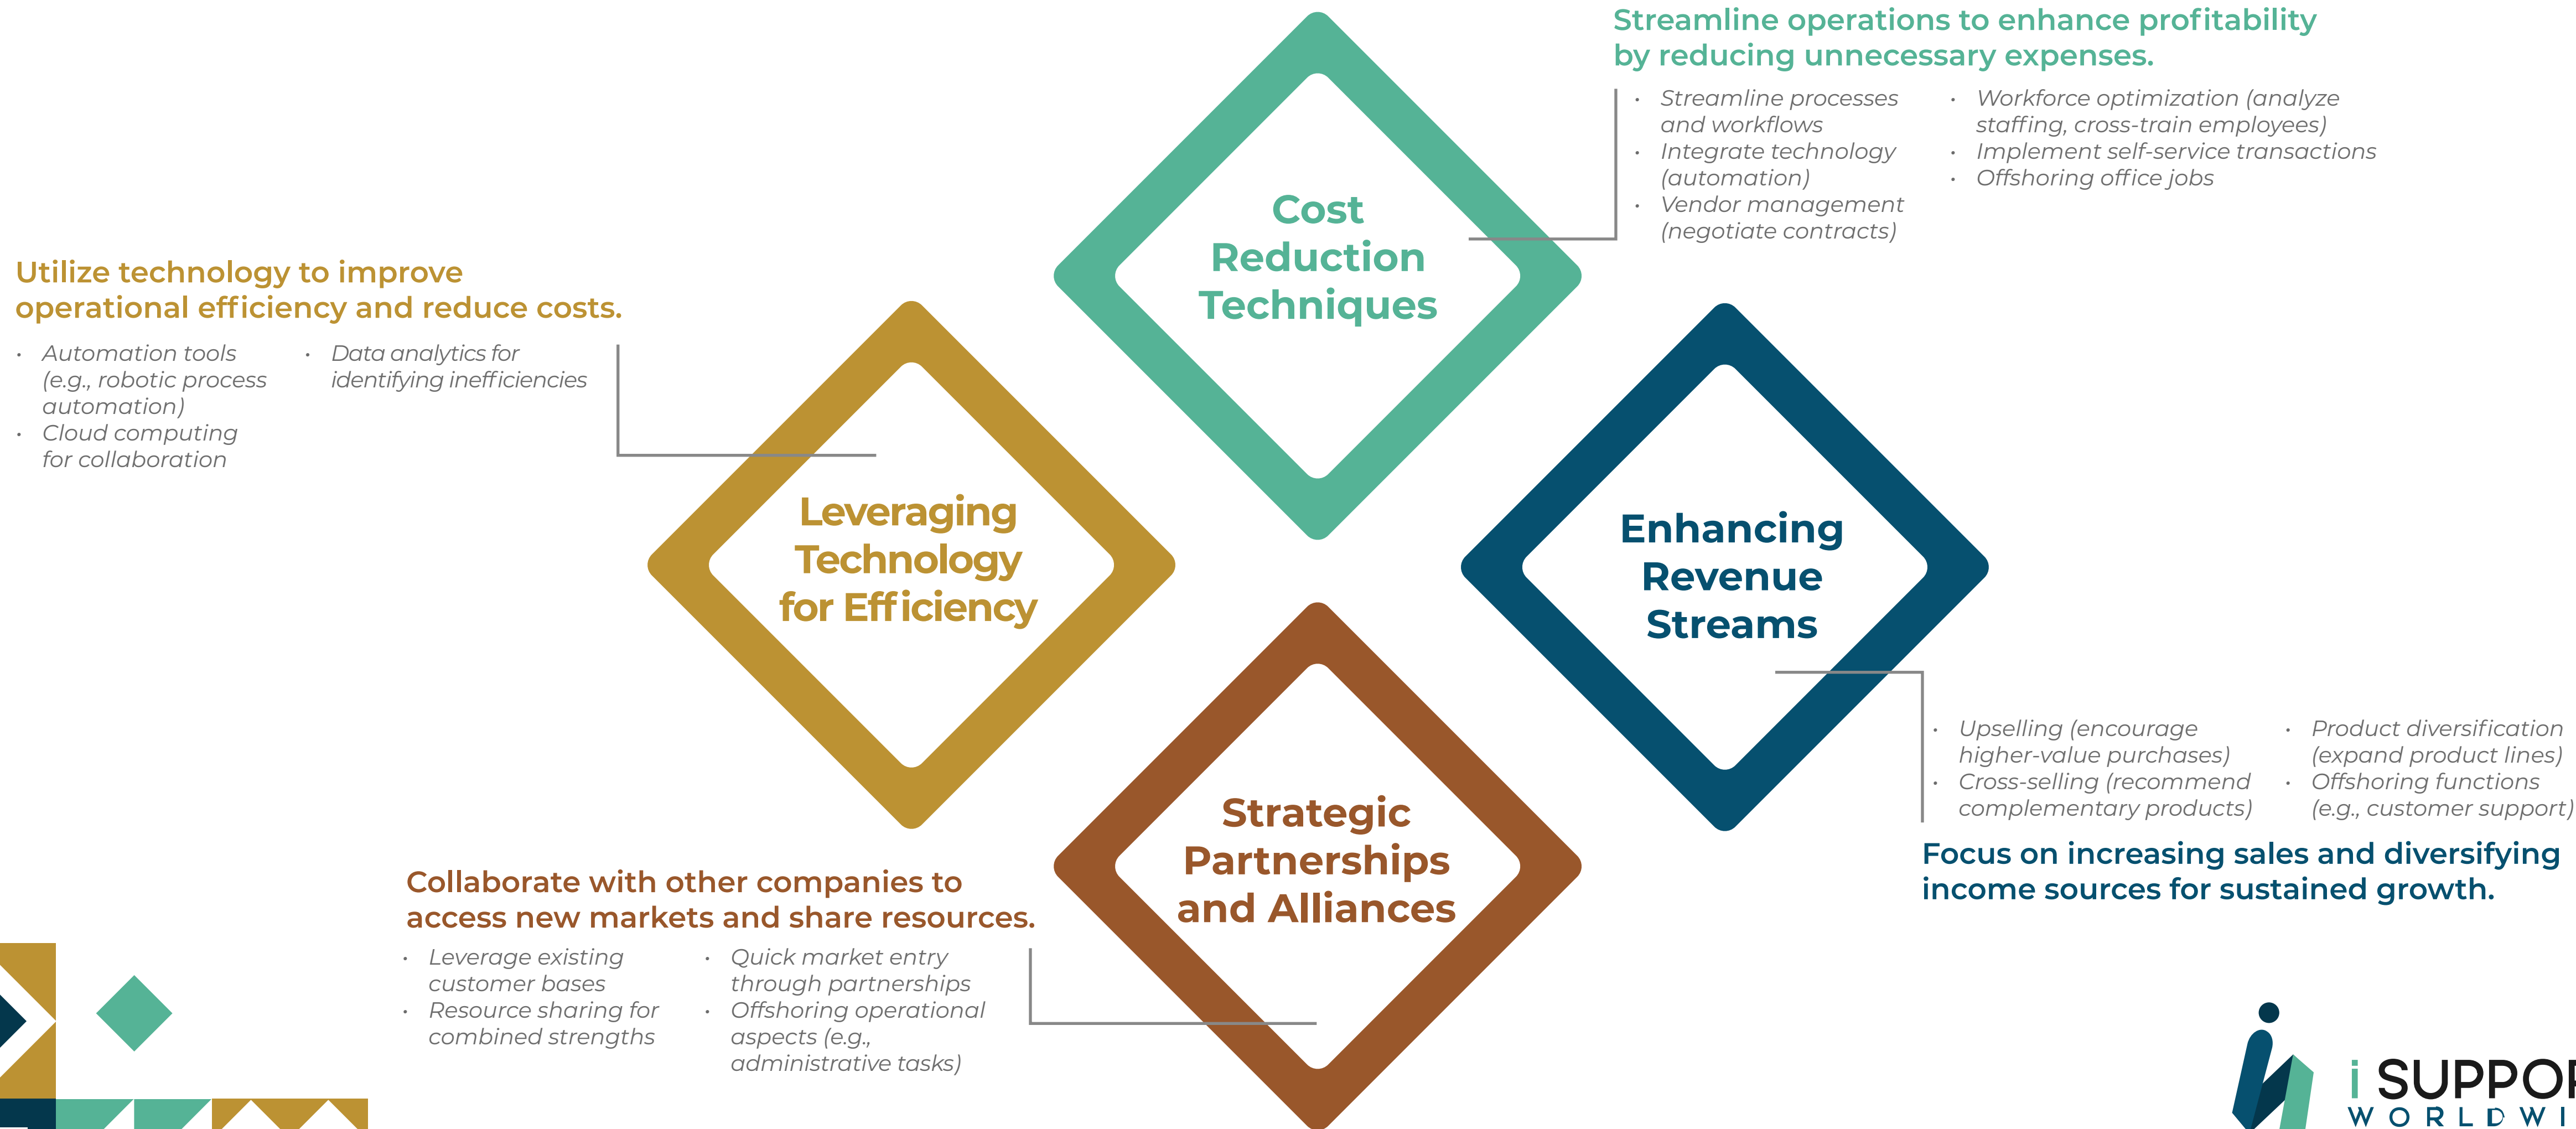 Streamline operations to enhance profitability
by reducing unnecessary expenses.
• Streamline processes
and workflows
• Integrate technology
(automation)
• Vendor management
(negotiate contracts)
• Workforce optimization (analyze
staffing, cross-train employees)
• Implement self-service transactions
• Offshoring office jobs
Cost
Reduction
Techniques
Utilize technology to improve
operational efficiency and reduce costs.
• Automation tools
(e.g., robotic process
automation)
• Cloud computing
for collaboration
• Data analytics for
identifying inefficiencies
Leveraging
Technology
for Efficiency
Enhancing
Revenue
Streams
• Upselling (encourage
higher-value purchases)
• Cross-selling (recommend
complementary products)
• Product diversification
(expand product lines)
• Offshoring functions
(e.g., customer support)
Focus on increasing sales and diversifying
income sources for sustained growth.
Strategic
Partnerships
and Alliances
Collaborate with other companies to
access new markets and share resources.
• Leverage existing
customer bases
• Resource sharing for
combined strengths
• Quick market entry
through partnerships
• Offshoring operational
aspects (e.g.,
administrative tasks)
i SUPPO
WORLDWI